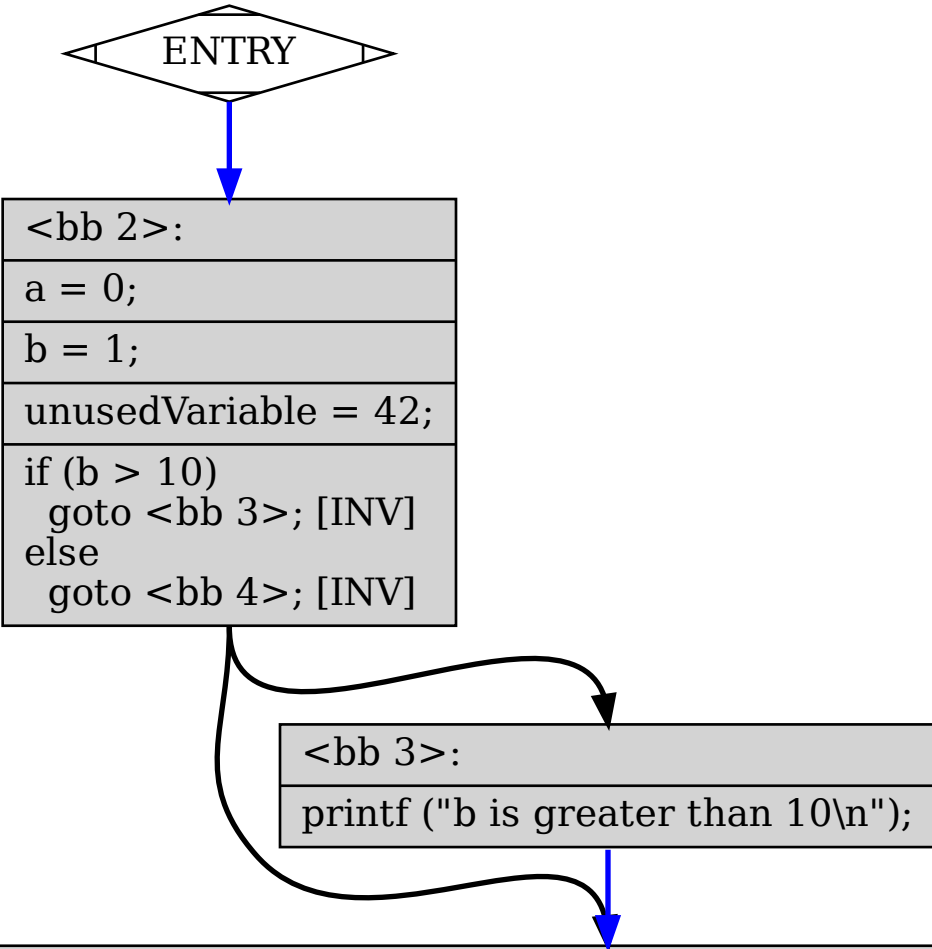 ENTRY
<bb 2>:
a = 0;
b = 1;
unusedVariable = 42;
if (b > 10)
goto <bb 3>; [INV]
else
goto <bb 4>; [INV]
<bb 3>:
printf ("b is greater than 10\n");